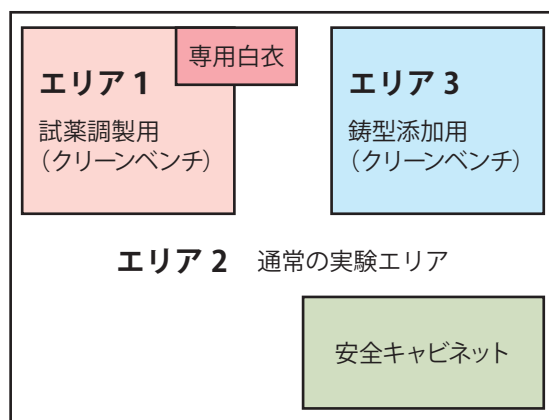 専用白衣
エリア 1
試薬調製用
（クリーンベンチ）
エリア 3
鋳型添加用
（クリーンベンチ）
エリア 2 通常の実験エリア
安全キャビネット